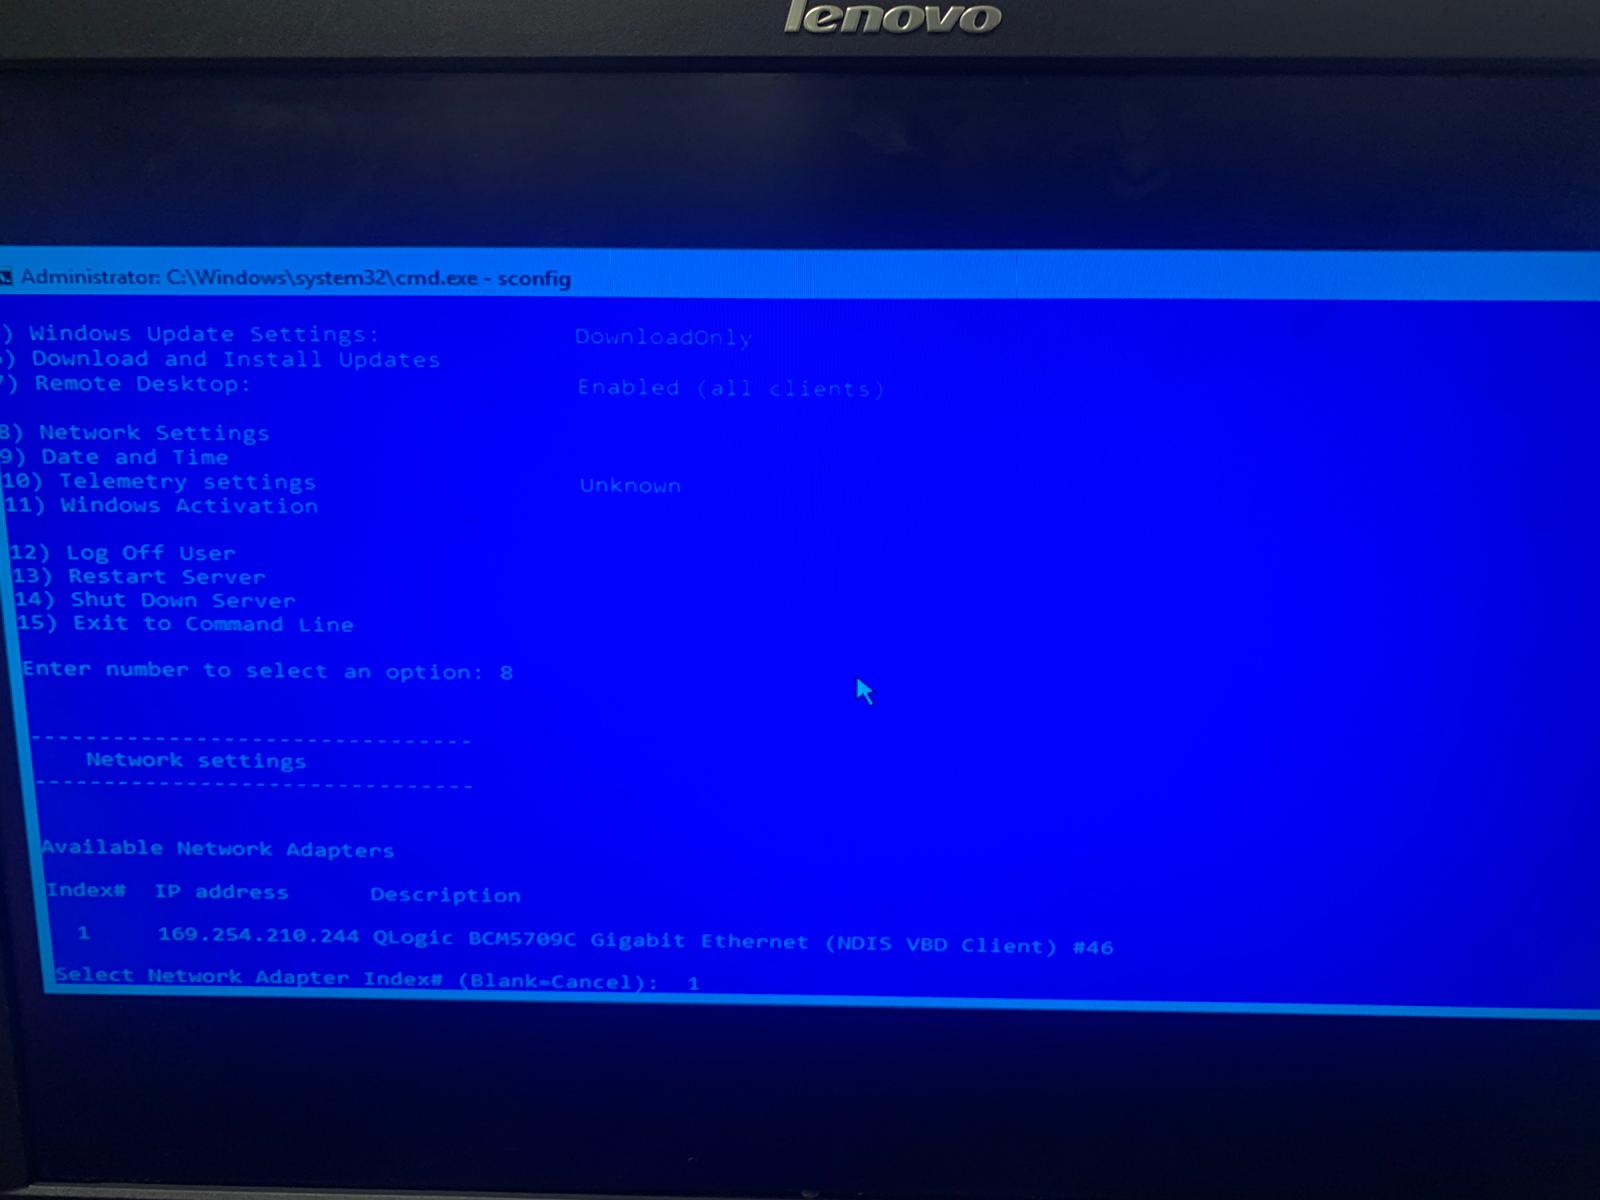 lenovo
Administrator: C:\Windows\system32\cmd.exe - sconfig
) Windows Update Settings: DownloadOnly
) Download and Install Updates
) Remote Desktop: Enabled (all clients)
8) Network Settings
9) Date and Time
10) Telemetry settings Unknown
11) Windows Activation
12) Log Off User
13) Restart Server
14) Shut Down Server
15) Exit to Command Line
Enter number to select an option: 8
--------------------------------
Network settings
--------------------------------
Available Network Adapters
Index# IP address Description
1 169.254.210.244 QLogic BCM5709C Gigabit Ethernet (NDIS VBD Client) #46
Select Network Adapter Index# (Blank=Cancel): 1